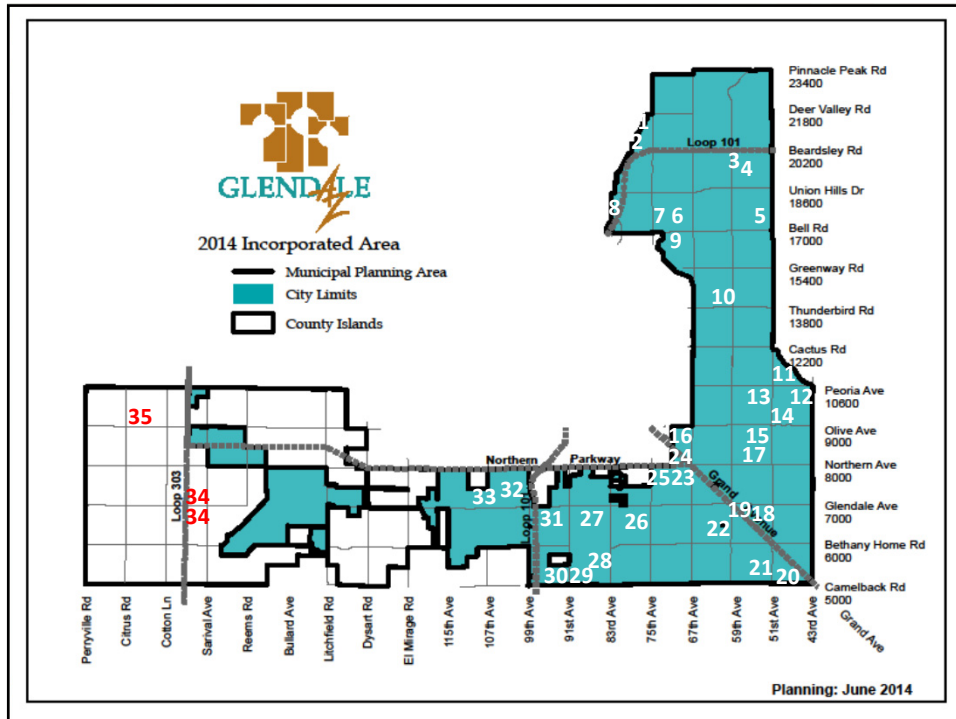 Pinnacle Peak Rd
23400
Deer Valley Rd
21800
1
2
Loop 101
Beardsley Rd
20200
3
4
Union Hills Dr
18600
8
7
6
5
Bell Rd
17000
9
GLENDALE
AZ
2014 Incorporated Area
Municipal Planning Area
City Limits
County Islands
Greenway Rd
15400
10
Thunderbird Rd
13800
Cactus Rd
12200
11
Peoria Ave
10600
13
12
14
35
Olive Ave
9000
16
15
24
17
Northern
Parkway
Northern Ave
8000
25
23
33
32
Loop 303
34
34
Loop 101
Grand Avenue
Glendale Ave
7000
31
27
26
19
18
22
Bethany Home Rd
6000
28
30
29
21
20
Camelback Rd
5000
Perryville Rd
Citrus Rd
Cotton Ln
Sarival Ave
Reems Rd
Bullard Ave
Litchfield Rd
Dysart Rd
El Mirage Rd
115th Ave
107th Ave
99th Ave
91st Ave
83rd Ave
75th Ave
67th Ave
59th Ave
51st Ave
43rd Ave
Grand Ave
Planning: June 2014